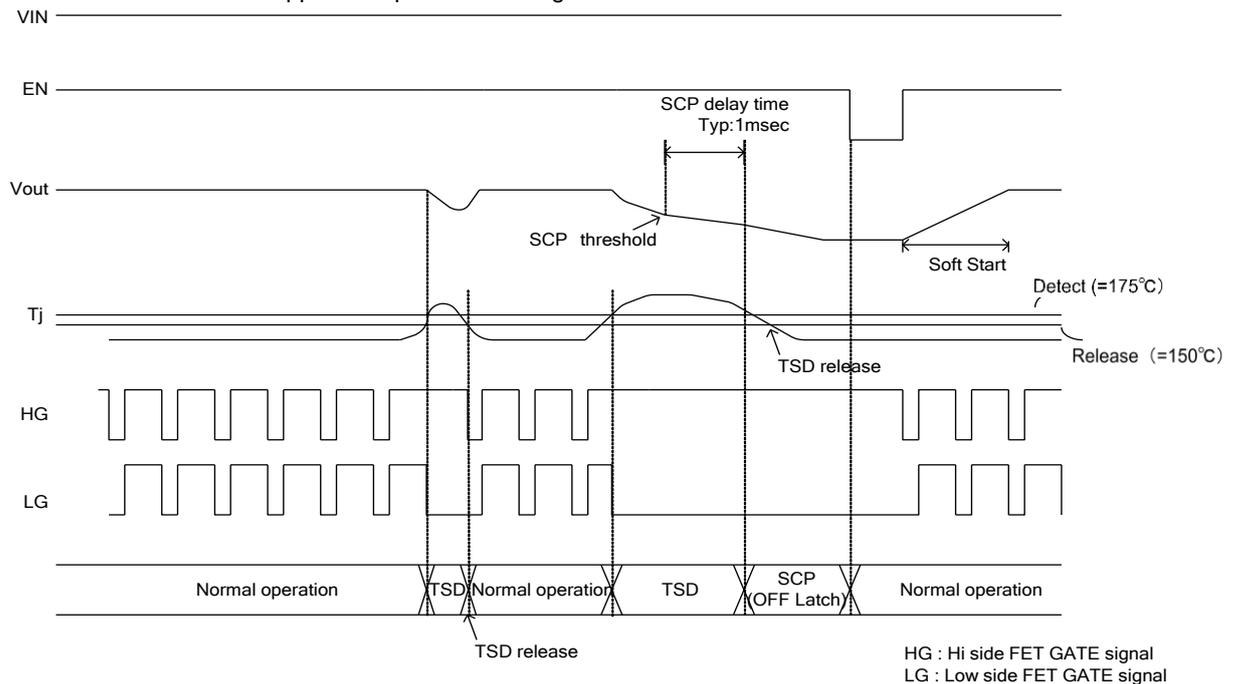 VIN
EN
SCP delay time
Typ:1msec
Vout
SCP threshold
Soft Start
Detect (=175℃)
Tj
Release (=150℃)
TSD release
HG
LG
Normal operation
TSD
Normal operation
TSD
SCP
(OFF Latch)
Normal operation
TSD release
HG : Hi side FET GATE signal
LG : Low side FET GATE signal